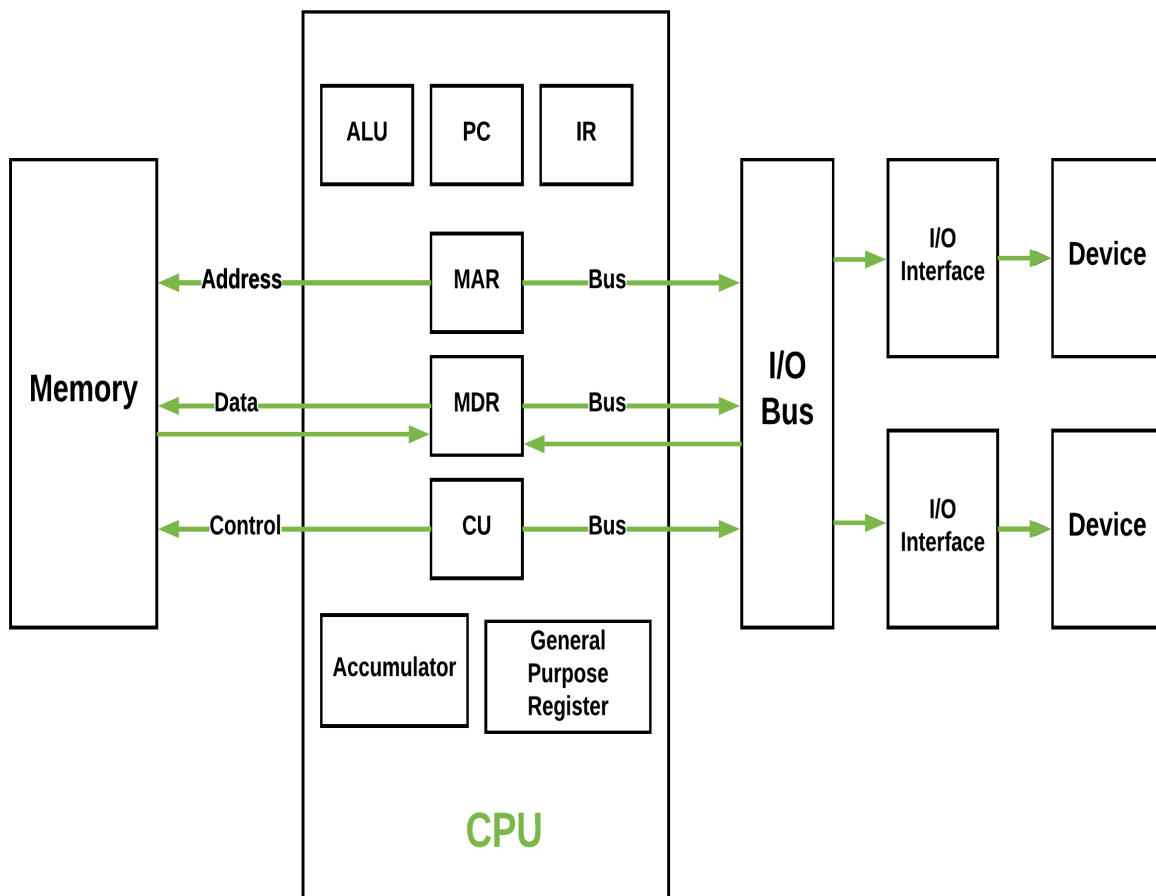 ALU PC IR
Address MAR Bus
I/O
Interface
Device
Memory
Data MDR Bus
I/O
Bus
Control CU Bus
I/O
Interface
Device
Accumulator
General
Purpose
Register
CPU